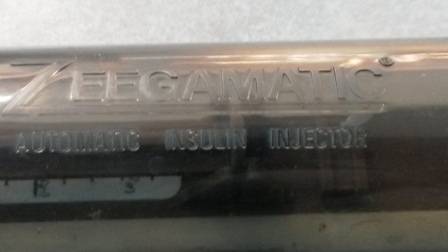 ZEEGAMATIC®
AUTOMATIC INSULIN INJECTOR